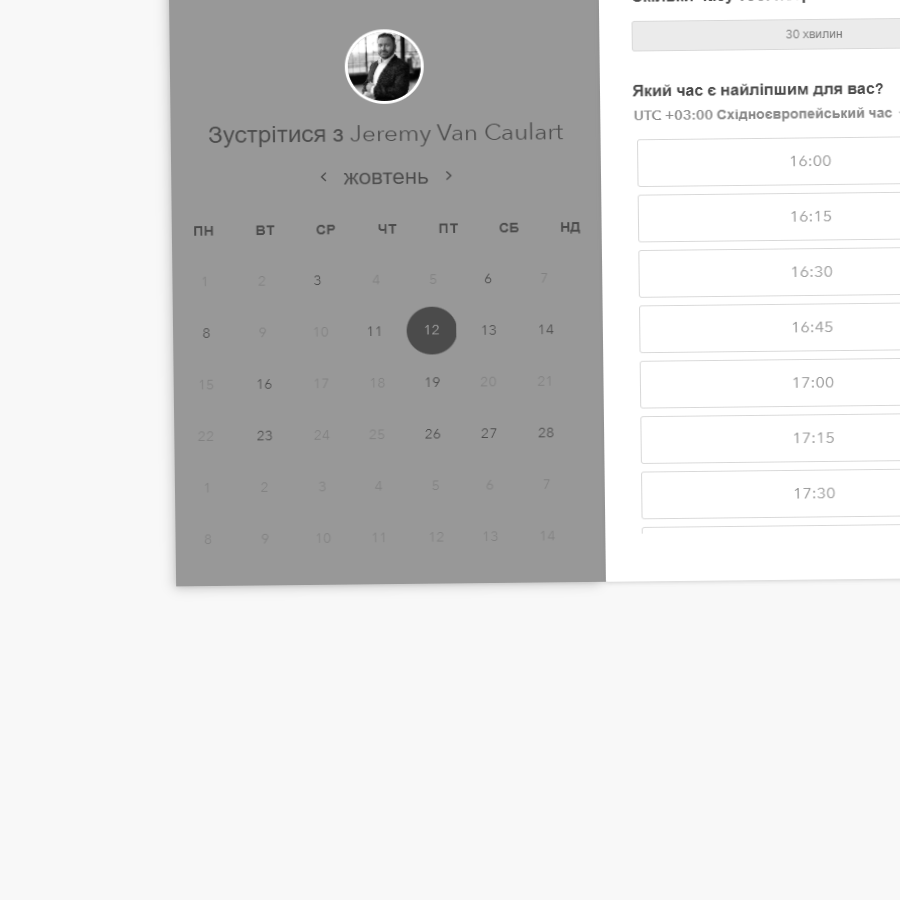 Зустрітися з Jeremy Van Caulart
жовтень
ПН ВТ СР ЧТ ПТ СБ НД
1 2 3 4 5 6 7
8 9 10 11 12 13 14
15 16 17 18 19 20 21
22 23 24 25 26 27 28
1 2 3 4 5 6 7
8 9 10 11 12 13 14
30 хвилин
Який час є найліпшим для вас?
UTC +03:00 Східноєвропейський час
16:00
16:15
16:30
16:45
17:00
17:15
17:30